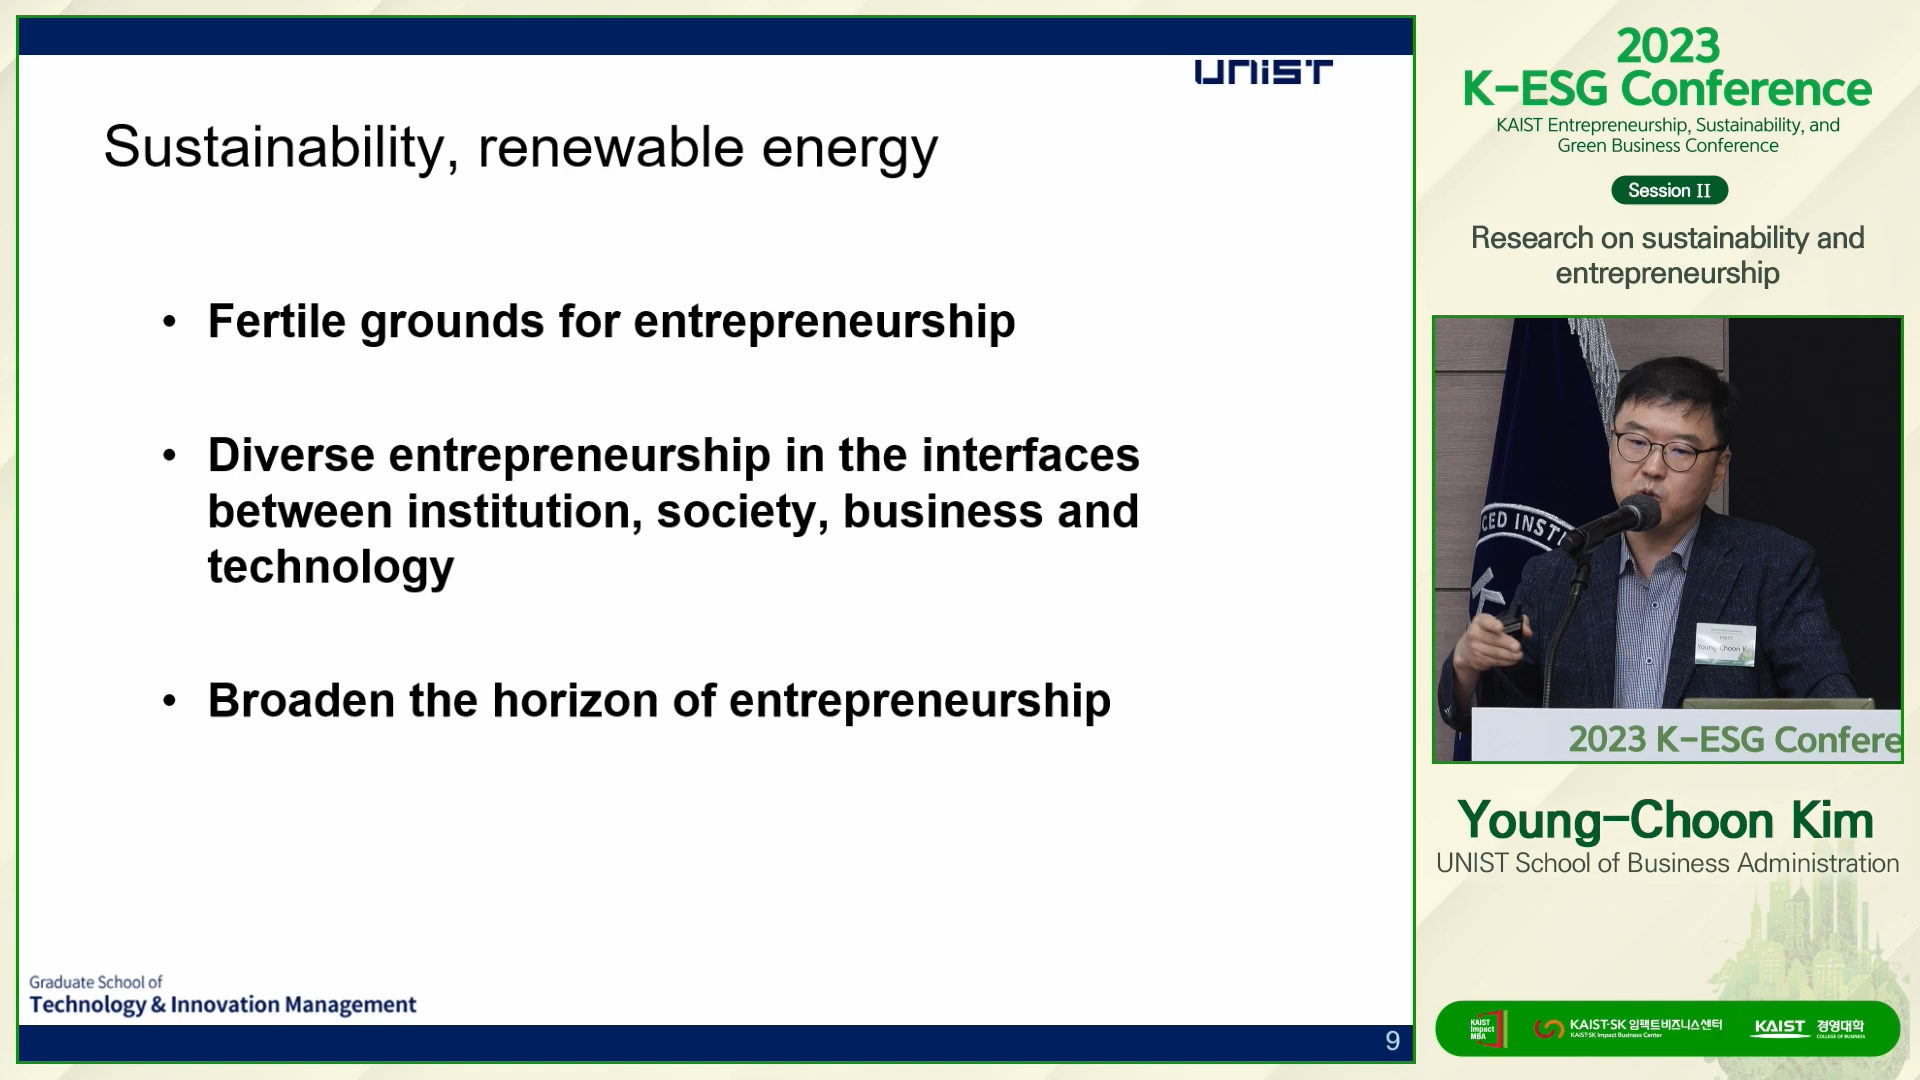 UNIST
Sustainability, renewable energy
• Fertile grounds for entrepreneurship
• Diverse entrepreneurship in the interfaces
between institution, society, business and
technology
• Broaden the horizon of entrepreneurship
Graduate School of
Technology & Innovation Management
9
2023
K-ESG Conference
KAIST Entrepreneurship, Sustainability, and
Green Business Conference
Session II
Research on sustainability and
entrepreneurship
CED INST
Young-Choon K
2023 K-ESG Confere
Young-Choon Kim
UNIST School of Business Administration
KAIST
Impact
MBA
KAIST-SK 임팩트비즈니스센터
KAIST-SK Impact Business Center
KAIST 경영대학
COLLEGE OF BUSINESS